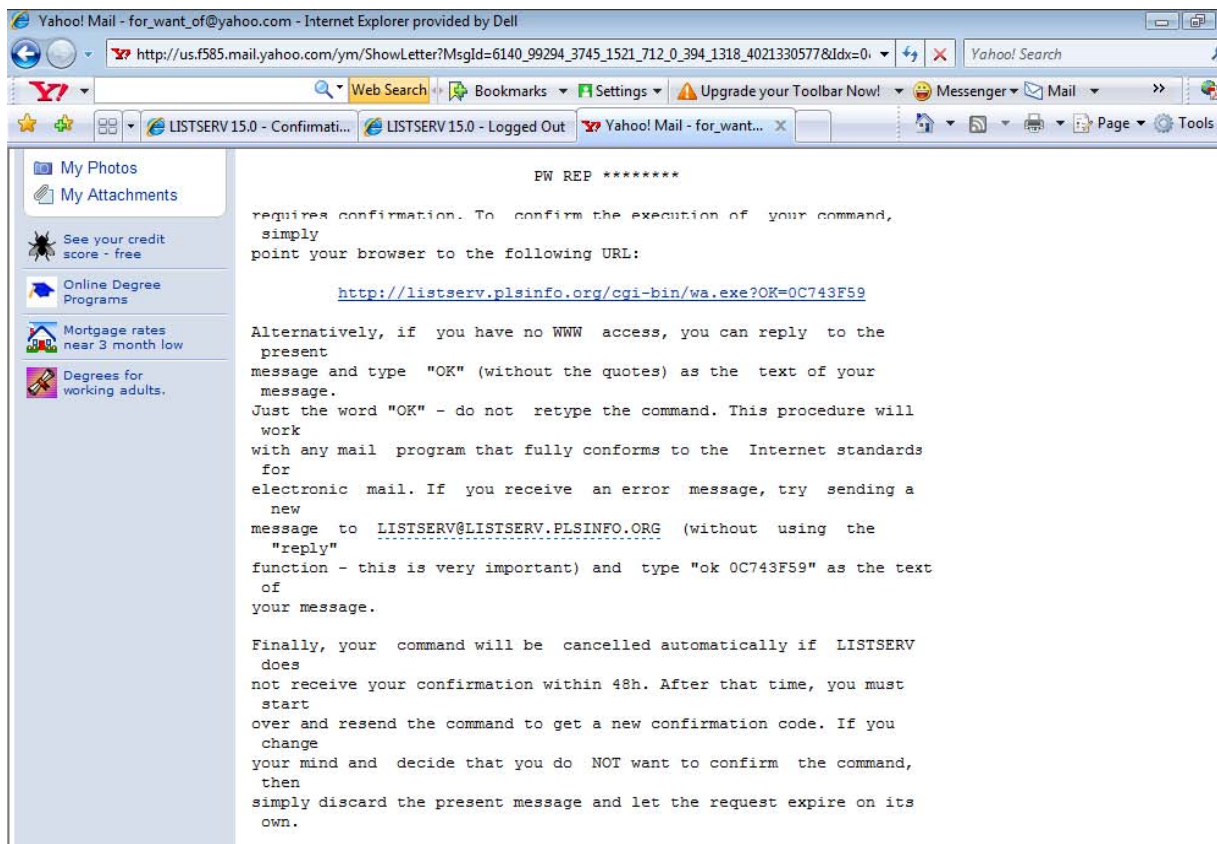 Yahoo! Mail - for_want_of@yahoo.com - Internet Explorer provided by Dell
http://us.f585.mail.yahoo.com/ym/ShowLetter?MsgId=6140_99294_3745_1521_712_0_394_1318_4021330577&Idx=0 Yahoo! Search
Y! Web Search Bookmarks Settings Upgrade your Toolbar Now! Messenger Mail »
LISTSERV 15.0 - Confirmati... LISTSERV 15.0 - Logged Out Yahoo! Mail - for_want... X Page Tools
My Photos
My Attachments
See your credit
score - free
Online Degree
Programs
Mortgage rates
near 3 month low
Degrees for
working adults.
PW REP ********
requires confirmation. To  confirm the execution of  your command,
simply
point your browser to the following URL:
http://listserv.plsinfo.org/cgi-bin/wa.exe?OK=0C743F59
Alternatively, if  you have no WWW  access, you can reply  to the
present
message and type  "OK" (without the quotes) as the  text of your
message.
Just the word "OK" - do not  retype the command. This procedure will
work
with any mail  program that fully conforms to the  Internet standards
for
electronic  mail. If  you receive  an error  message, try  sending a
new
message  to  LISTSERV@LISTSERV.PLSINFO.ORG  (without  using  the
"reply"
function - this is very important) and  type "ok 0C743F59" as the text
of
your message.
Finally, your  command will be  cancelled automatically if  LISTSERV
does
not receive your confirmation within 48h. After that time, you must
start
over and resend the command to get a new confirmation code. If you
change
your mind and  decide that you do  NOT want to confirm  the command,
then
simply discard the present message and let the request expire on its
own.